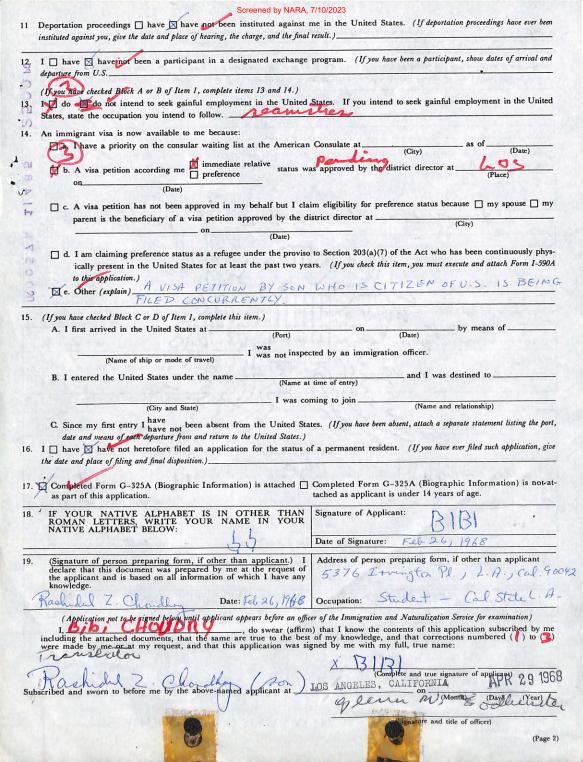 Screened by NARA, 7/10/2023
11 Deportation proceedings ☐ have ☒ have not been instituted against me in the United States. (If deportation proceedings have ever been
instituted against you, give the date and place of hearing, the charge, and the final result.)
12. I ☐ have ☒ have not been a participant in a designated exchange program. (If you have been a participant, show dates of arrival and
departure from U.S.
(If you have checked Block A or B of Item 1, complete items 13 and 14.)
13. I ☐ do ☒ do not intend to seek gainful employment in the United States. If you intend to seek gainful employment in the United
States, state the occupation you intend to follow. seamstress
14. An immigrant visa is now available to me because:
☐ a. I have a priority on the consular waiting list at the American Consulate at as of
(City) (Date)
3
☒ b. A visa petition according me ☒ immediate relative ☐ preference status was approved by the district director at LOS
pending
on (Place)
(Date)
☐ c. A visa petition has not been approved in my behalf but I claim eligibility for preference status because ☐ my spouse ☐ my
parent is the beneficiary of a visa petition approved by the district director at
(City)
on
(Date)
☐ d. I am claiming preference status as a refugee under the proviso to Section 203(a)(7) of the Act who has been continuously phys-
ically present in the United States for at least the past two years. (If you check this item, you must execute and attach Form I-590A
to this application.)
☒ e. Other (explain) A VISA PETITION BY SON WHO IS CITIZEN OF U.S. IS BEING
FILED CONCURRENTLY.
15. (If you have checked Block C or D of Item 1, complete this item.)
A. I first arrived in the United States at on by means of
(Port) (Date)
I was
was not inspected by an immigration officer.
(Name of ship or mode of travel)
B. I entered the United States under the name and I was destined to
(Name at time of entry)
I was coming to join
(City and State) (Name and relationship)
C. Since my first entry I have
have not been absent from the United States. (If you have been absent, attach a separate statement listing the port,
date and means of each departure from and return to the United States.)
16. I ☐ have ☒ have not heretofore filed an application for the status of a permanent resident. (If you have ever filed such application, give
the date and place of filing and final disposition.)
17. ☒ Completed Form G-325A (Biographic Information) is attached ☐ Completed Form G-325A (Biographic Information) is not at-
as part of this application. tached as applicant is under 14 years of age.
18. IF YOUR NATIVE ALPHABET IS IN OTHER THAN
ROMAN LETTERS, WRITE YOUR NAME IN YOUR
NATIVE ALPHABET BELOW:
Signature of Applicant:
BIBI
Date of Signature: Feb 26, 1968
19. (Signature of person preparing form, if other than applicant.) I
declare that this document was prepared by me at the request of
the applicant and is based on all information of which I have any
knowledge.
Rashidul Z. Choudhry Date: Feb 26, 1968
Address of person preparing form, if other than applicant
5376 Irvington Pl., L.A., Cal. 90042
Occupation: Student - Cal State L.A.
(Application not to be signed below until applicant appears before an officer of the Immigration and Naturalization Service for examination)
I, Bibi CHOUDRY, do swear (affirm) that I know the contents of this application subscribed by me
including the attached documents, that the same are true to the best of my knowledge, and that corrections numbered (1) to (3)
were made by me or at my request, and that this application was signed by me with my full, true name:
Translator
X BIBI
(Complete and true signature of applicant)
Rashidul Z. Choudhry (son)
Subscribed and sworn to before me by the above-named applicant at LOS ANGELES, CALIFORNIA on APR 29 1968
(Month) (Day) (Year)
(Signature and title of officer)
(Page 2)